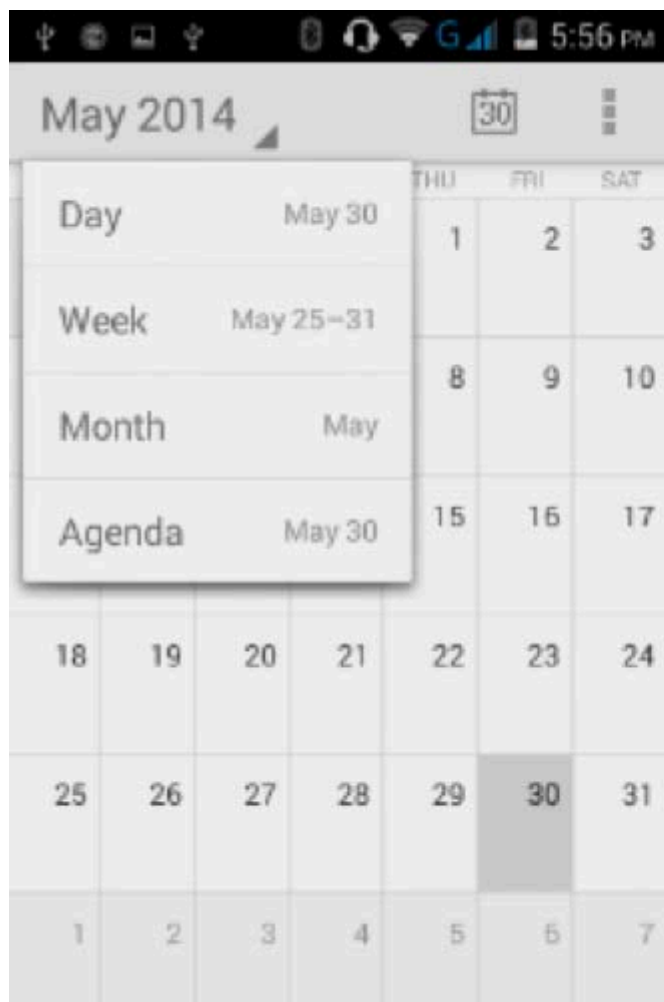 G 5:56 PM
May 2014 30
THU FRI SAT
Day May 30
1 2 3
Week May 25–31
8 9 10
Month May
Agenda May 30
15 16 17
18 19 20 21 22 23 24
25 26 27 28 29 30 31
1 2 3 4 5 6 7